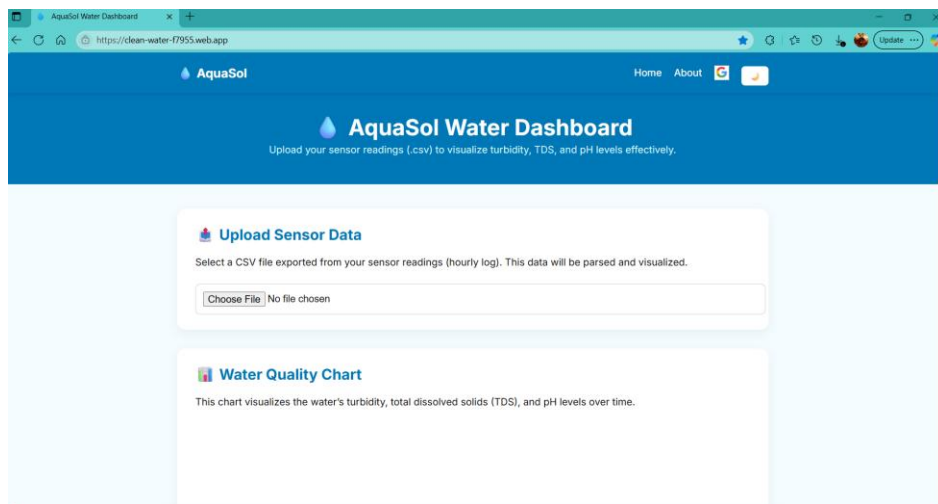 AquaSol Water Dashboard
https://clean-water-f7955.web.app
Update
AquaSol
Home About
AquaSol Water Dashboard
Upload your sensor readings (.csv) to visualize turbidity, TDS, and pH levels effectively.
Upload Sensor Data
Select a CSV file exported from your sensor readings (hourly log). This data will be parsed and visualized.
Choose File No file chosen
Water Quality Chart
This chart visualizes the water's turbidity, total dissolved solids (TDS), and pH levels over time.